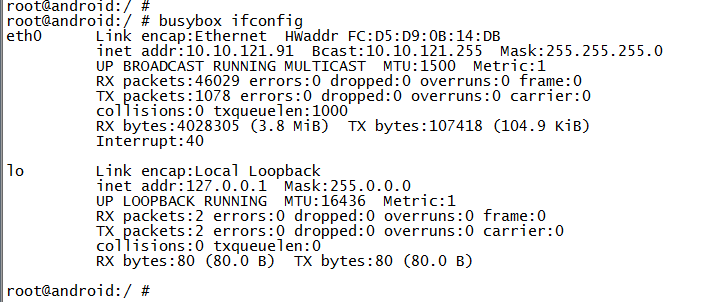 root@android:/ #
root@android:/ # busybox ifconfig
eth0      Link encap:Ethernet  HWaddr FC:D5:D9:0B:14:DB
          inet addr:10.10.121.91  Bcast:10.10.121.255  Mask:255.255.255.0
          UP BROADCAST RUNNING MULTICAST  MTU:1500  Metric:1
          RX packets:46029 errors:0 dropped:0 overruns:0 frame:0
          TX packets:1078 errors:0 dropped:0 overruns:0 carrier:0
          collisions:0 txqueuelen:1000
          RX bytes:4028305 (3.8 MiB)  TX bytes:107418 (104.9 KiB)
          Interrupt:40
lo        Link encap:Local Loopback
          inet addr:127.0.0.1  Mask:255.0.0.0
          UP LOOPBACK RUNNING  MTU:16436  Metric:1
          RX packets:2 errors:0 dropped:0 overruns:0 frame:0
          TX packets:2 errors:0 dropped:0 overruns:0 carrier:0
          collisions:0 txqueuelen:0
          RX bytes:80 (80.0 B)  TX bytes:80 (80.0 B)
root@android:/ #